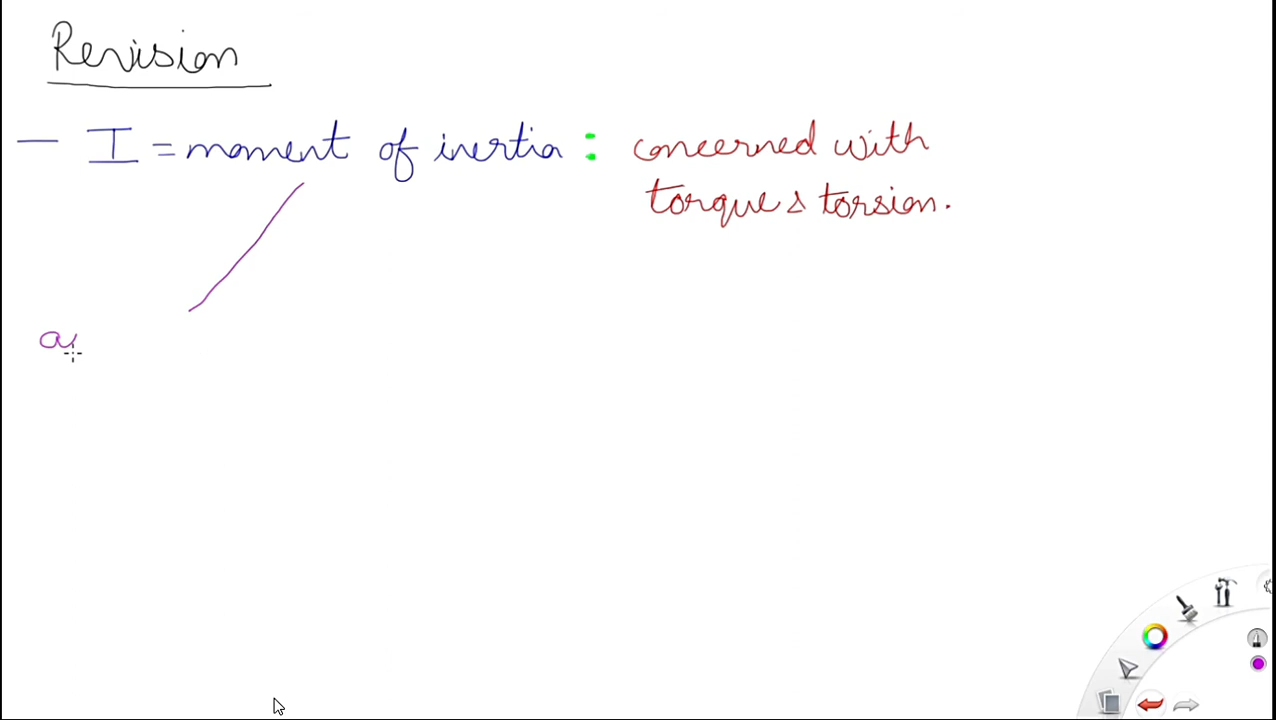 Revision
— I = moment of inertia : concerned with
torque & torsion.